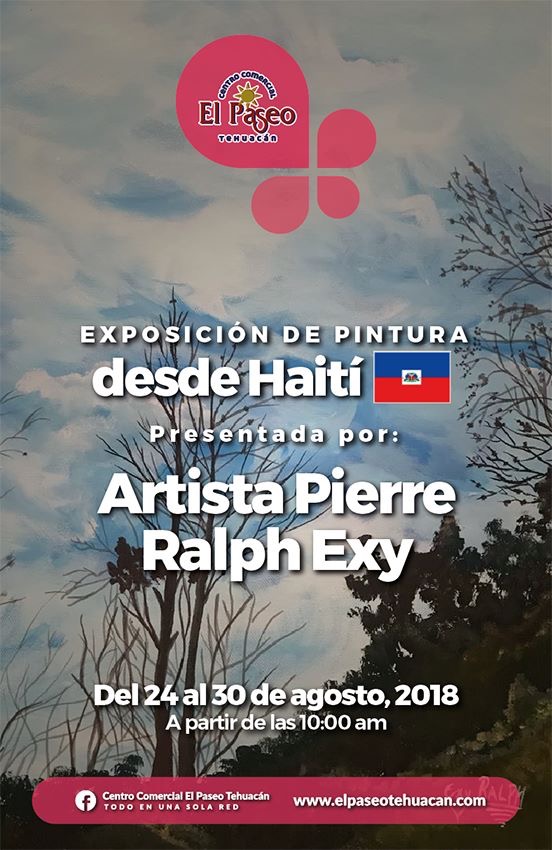 CENTRO COMERCIAL
El Paseo
TEHUACÁN
EXPOSICIÓN DE PINTURA
desde Haití
Presentada por:
Artista Pierre
Ralph Exy
Del 24 al 30 de agosto, 2018
A partir de las 10:00 am
Exy RALPH
Centro Comercial El Paseo Tehuacán
TODO EN UNA SOLA RED
www.elpaseotehuacan.com